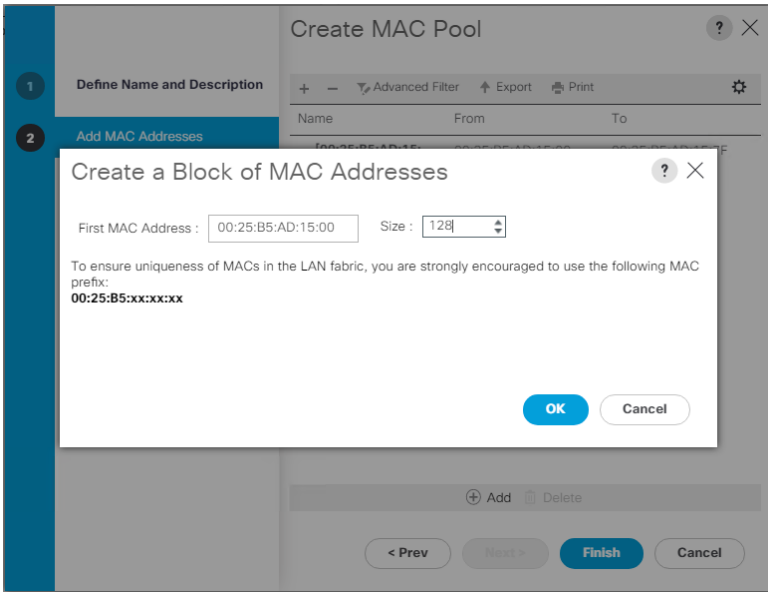 Create MAC Pool
?
1
Define Name and Description
+ − Advanced Filter Export Print
Name From To
2
Add MAC Addresses
Create a Block of MAC Addresses
?
First MAC Address : 00:25:B5:AD:15:00 Size : 128
To ensure uniqueness of MACs in the LAN fabric, you are strongly encouraged to use the following MAC
prefix:
00:25:B5:xx:xx:xx
OK Cancel
Add Delete
< Prev Next > Finish Cancel